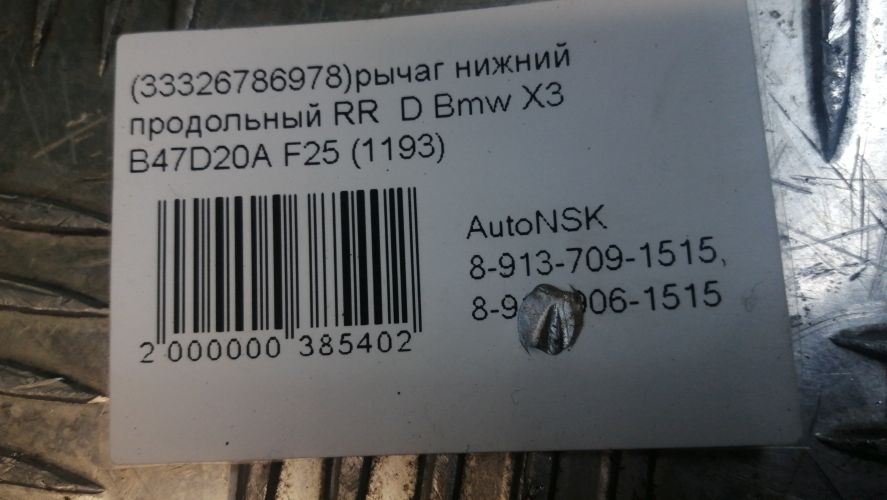 (33326786978)рычаг нижний
продольный RR D Bmw X3
B47D20A F25 (1193)
AutoNSK
8-913-709-1515,
2 000000 385402